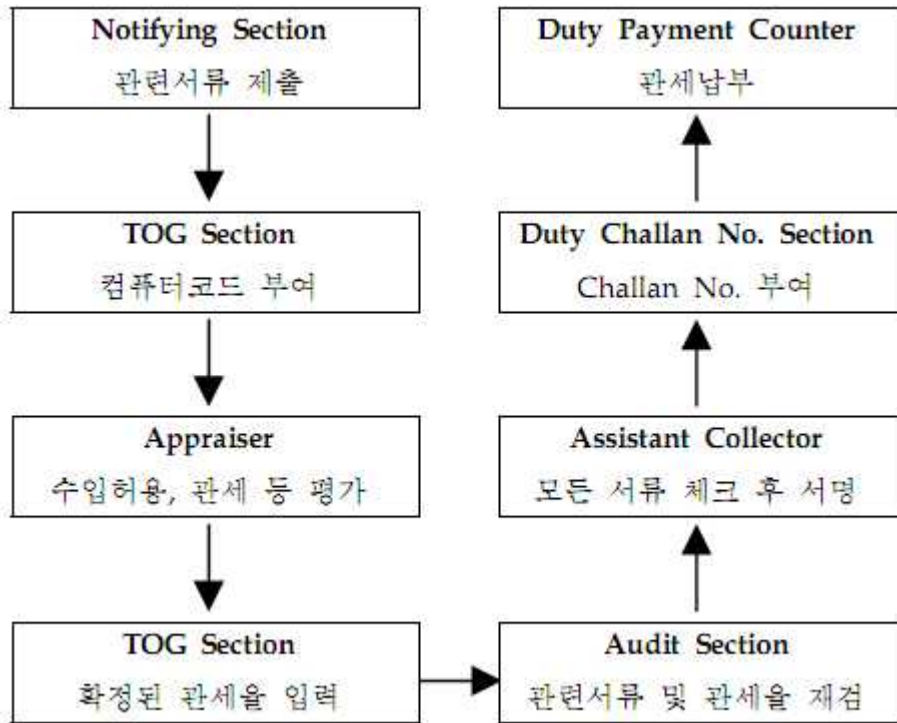 Notifying Section
관련서류 제출
TOG Section
컴퓨터코드 부여
Appraiser
수입허용, 관세 등 평가
TOG Section
확정된 관세율 입력
Audit Section
관련서류 및 관세율 재검
Assistant Collector
모든 서류 체크 후 서명
Duty Challan No. Section
Challan No. 부여
Duty Payment Counter
관세납부